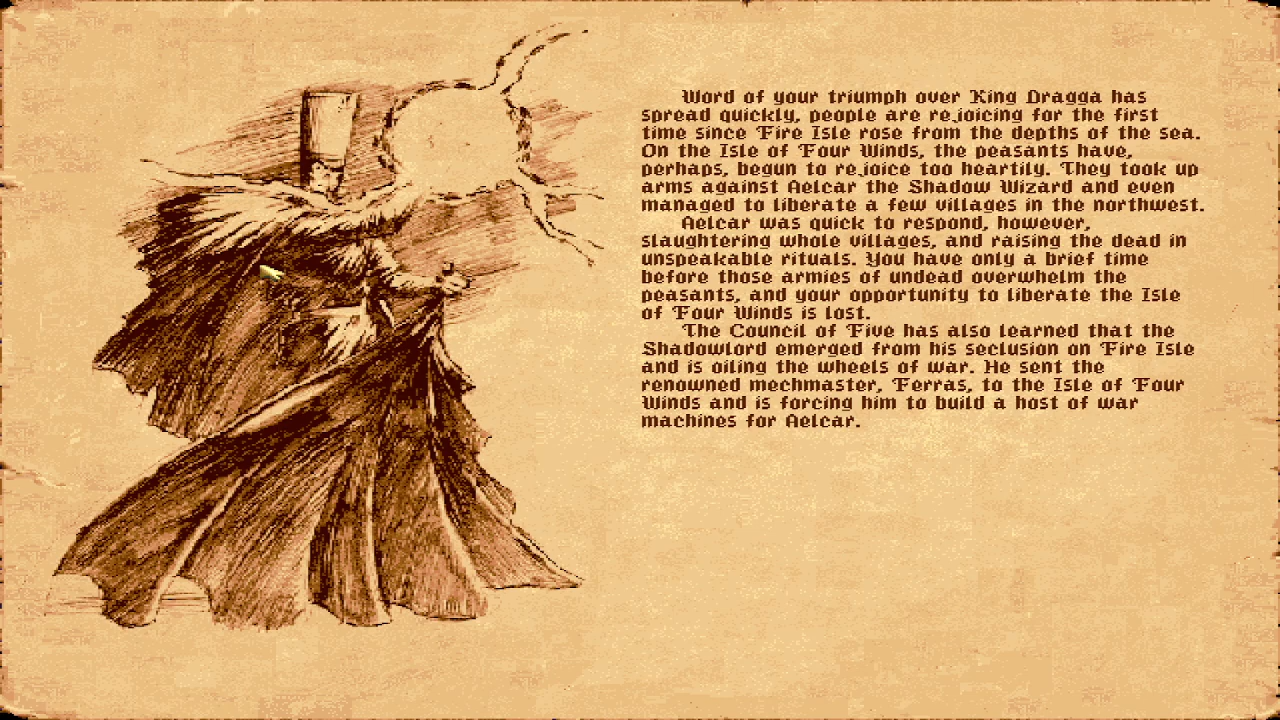 Word of your triumph over King Dragga has
spread quickly, people are rejoicing for the first
time since Fire Isle rose from the depths of the sea.
On the Isle of Four Winds, the peasants have,
perhaps, begun to rejoice too heartily. They took up
arms against Aelcar the Shadow Wizard and even
managed to liberate a few villages in the northwest.
Aelcar was quick to respond, however,
slaughtering whole villages, and raising the dead in
unspeakable rituals. You have only a brief time
before those armies of undead overwhelm the
peasants, and your opportunity to liberate the Isle
of Four Winds is lost.
The Council of Five has also learned that the
Shadowlord emerged from his seclusion on Fire Isle
and is oiling the wheels of war. He sent the
renowned mechmaster, Ferras, to the Isle of Four
Winds and is forcing him to build a host of war
machines for Aelcar.